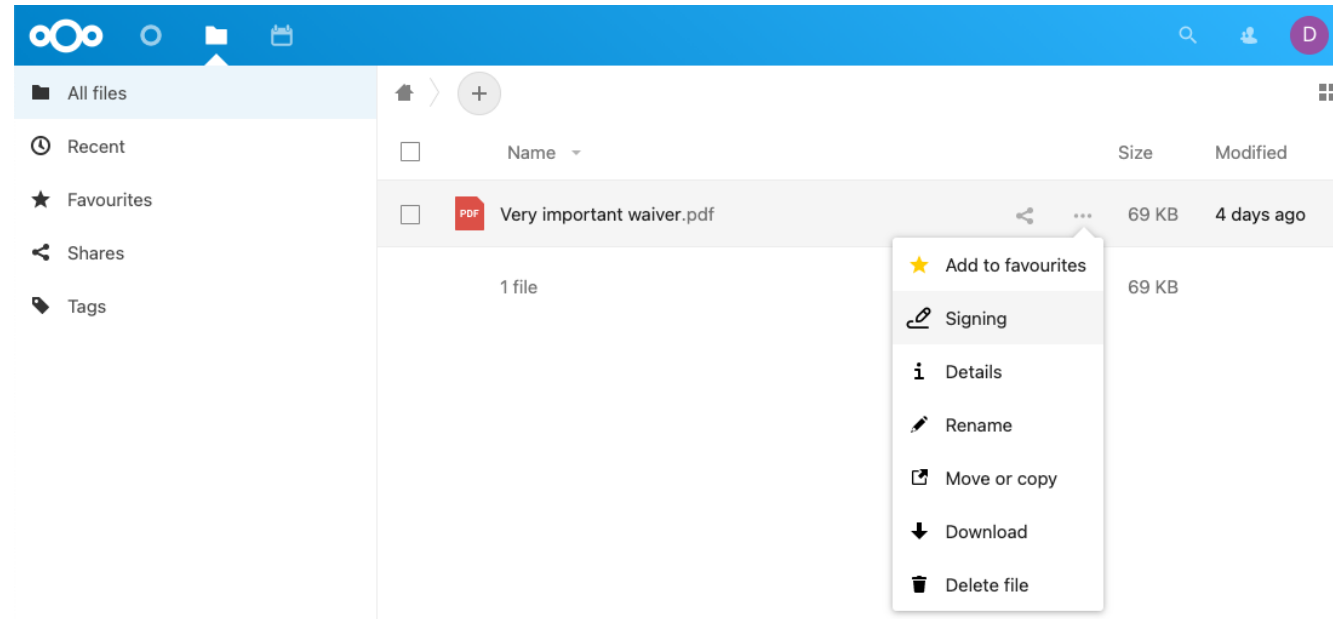 D
All files
Recent
Favourites
Shares
Tags
+
Name
Size
Modified
PDF
Very important waiver.pdf
69 KB
4 days ago
1 file
69 KB
Add to favourites
Signing
Details
Rename
Move or copy
Download
Delete file